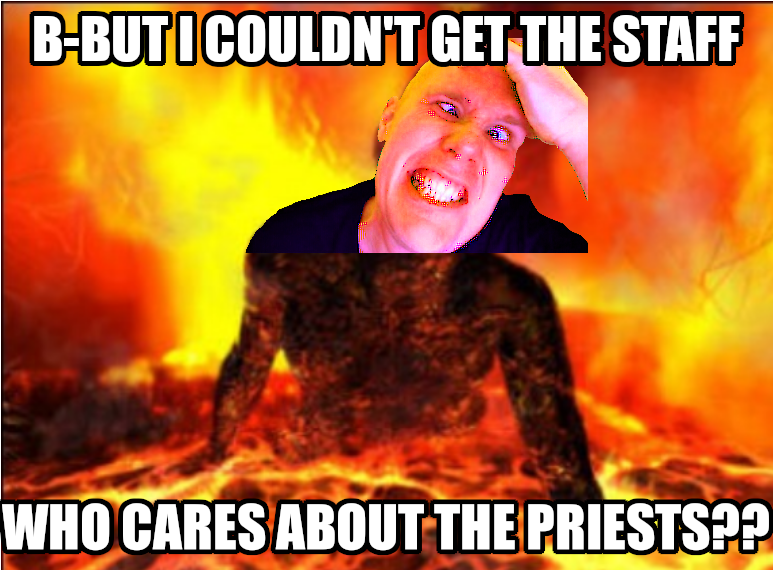 B-BUT I COULDN'T GET THE STAFF
WHO CARES ABOUT THE PRIESTS??